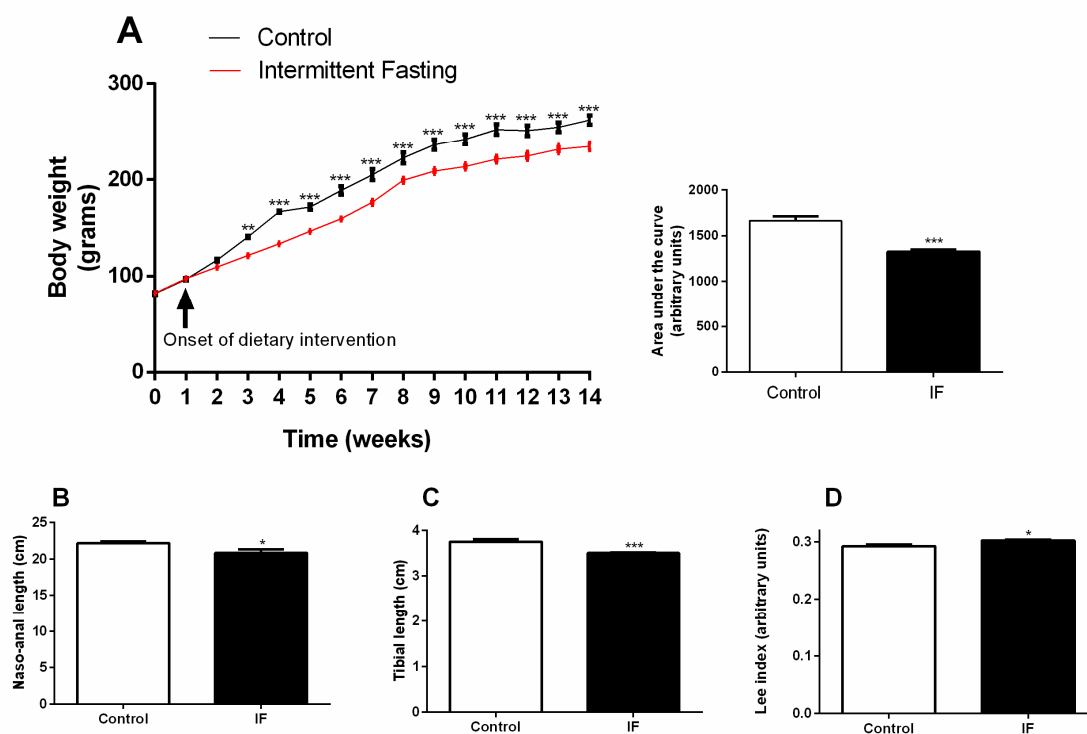 A
Control
Intermittent Fasting
300
200
100
0
Body weight
(grams)
** *** *** *** *** *** *** *** *** *** *** ***
Onset of dietary intervention
0 1 2 3 4 5 6 7 8 9 10 11 12 13 14
Time (weeks)
2000
1500
1000
500
0
Area under the curve
(arbitrary units)
***
Control IF
B
25
20
15
10
5
0
Naso-anal length (cm)
*
Control IF
C
4
3
2
1
0
Tibial length (cm)
***
Control IF
D
0.3
0.2
0.1
0.0
Lee index (arbitrary units)
*
Control IF